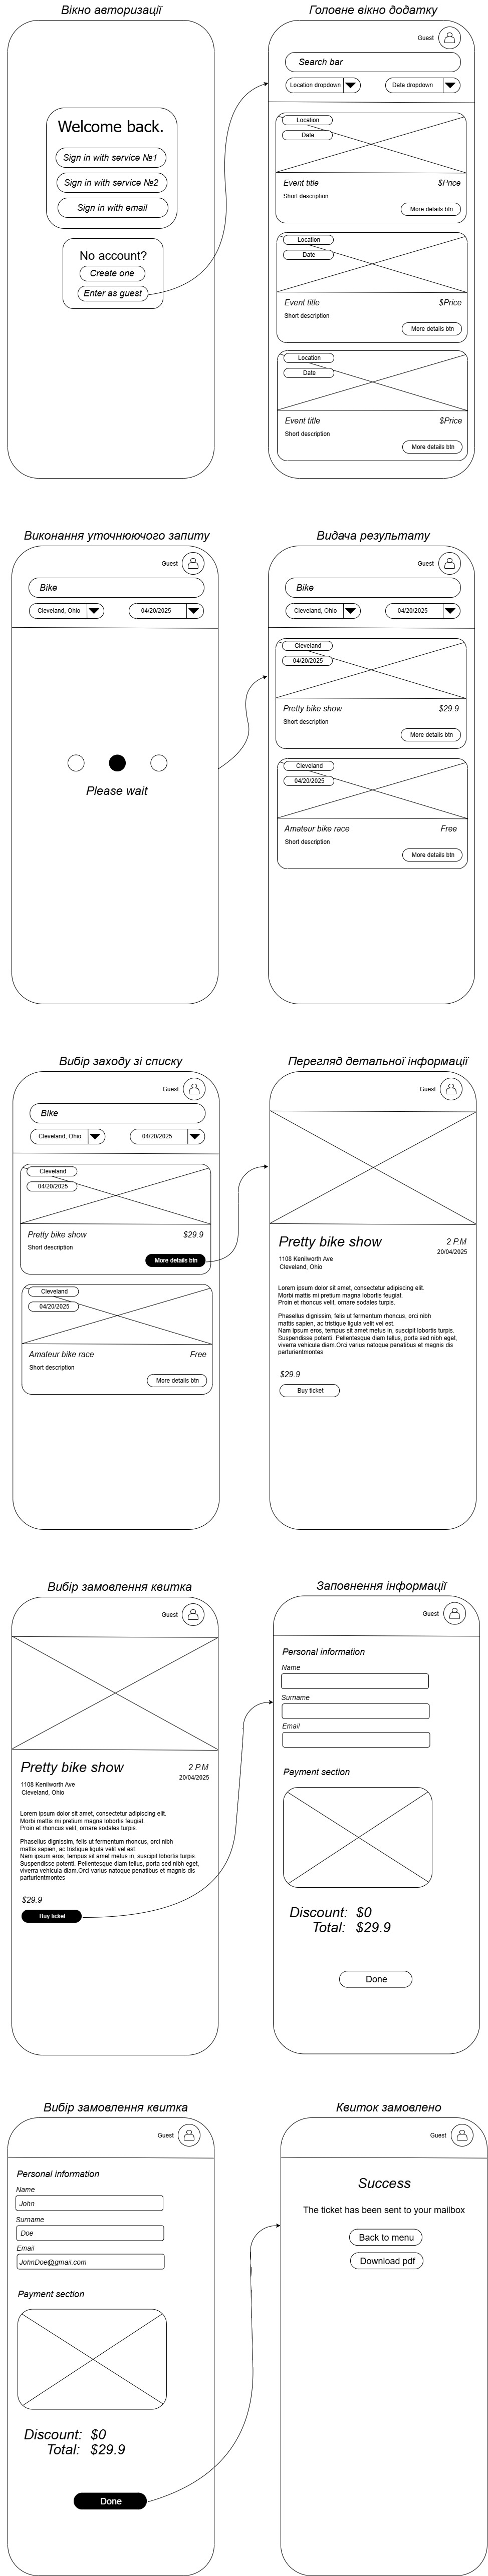 Вікно авторизації
Welcome back.
Sign in with service №1
Sign in with service №2
Sign in with email
No account?
Create one
Enter as guest
Головне вікно додатку
Guest
Search bar
Location dropdown
Date dropdown
Location
Date
Event title
$Price
Short description
More details btn
Location
Date
Event title
$Price
Short description
More details btn
Location
Date
Event title
$Price
Short description
More details btn
Виконання уточнюючого запиту
Guest
Bike
Cleveland, Ohio
04/20/2025
Please wait
Видача результату
Guest
Bike
Cleveland, Ohio
04/20/2025
Cleveland
04/20/2025
Pretty bike show
$29.9
Short description
More details btn
Cleveland
04/20/2025
Amateur bike race
Free
Short description
More details btn
Вибір заходу зі списку
Guest
Bike
Cleveland, Ohio
04/20/2025
Cleveland
04/20/2025
Pretty bike show
$29.9
Short description
More details btn
Cleveland
04/20/2025
Amateur bike race
Free
Short description
More details btn
Перегляд детальної інформації
Guest
Pretty bike show
2 P.M
20/04/2025
1108 Kenilworth Ave
Cleveland, Ohio
Lorem ipsum dolor sit amet, consectetur adipiscing elit.
Morbi mattis mi pretium magna lobortis feugiat.
Proin et rhoncus velit, ornare sodales turpis.
Phasellus dignissim, felis ut fermentum rhoncus, orci nibh
mattis sapien, ac tristique ligula velit vel est.
Nam ipsum eros, tempus sit amet metus in, suscipit lobortis turpis.
Suspendisse potenti. Pellentesque diam tellus, porta sed nibh eget,
viverra vehicula diam.Orci varius natoque penatibus et magnis dis
parturientmontes
$29.9
Buy ticket
Вибір замовлення квитка
Guest
Pretty bike show
2 P.M
20/04/2025
1108 Kenilworth Ave
Cleveland, Ohio
Lorem ipsum dolor sit amet, consectetur adipiscing elit.
Morbi mattis mi pretium magna lobortis feugiat.
Proin et rhoncus velit, ornare sodales turpis.
Phasellus dignissim, felis ut fermentum rhoncus, orci nibh
mattis sapien, ac tristique ligula velit vel est.
Nam ipsum eros, tempus sit amet metus in, suscipit lobortis turpis.
Suspendisse potenti. Pellentesque diam tellus, porta sed nibh eget,
viverra vehicula diam.Orci varius natoque penatibus et magnis dis
parturientmontes
$29.9
Buy ticket
Заповнення інформації
Guest
Personal information
Name
Surname
Email
Payment section
Discount: $0
Total: $29.9
Done
Вибір замовлення квитка
Guest
Personal information
Name
John
Surname
Doe
Email
JohnDoe@gmail.com
Payment section
Discount: $0
Total: $29.9
Done
Квиток замовлено
Guest
Success
The ticket has been sent to your mailbox
Back to menu
Download pdf